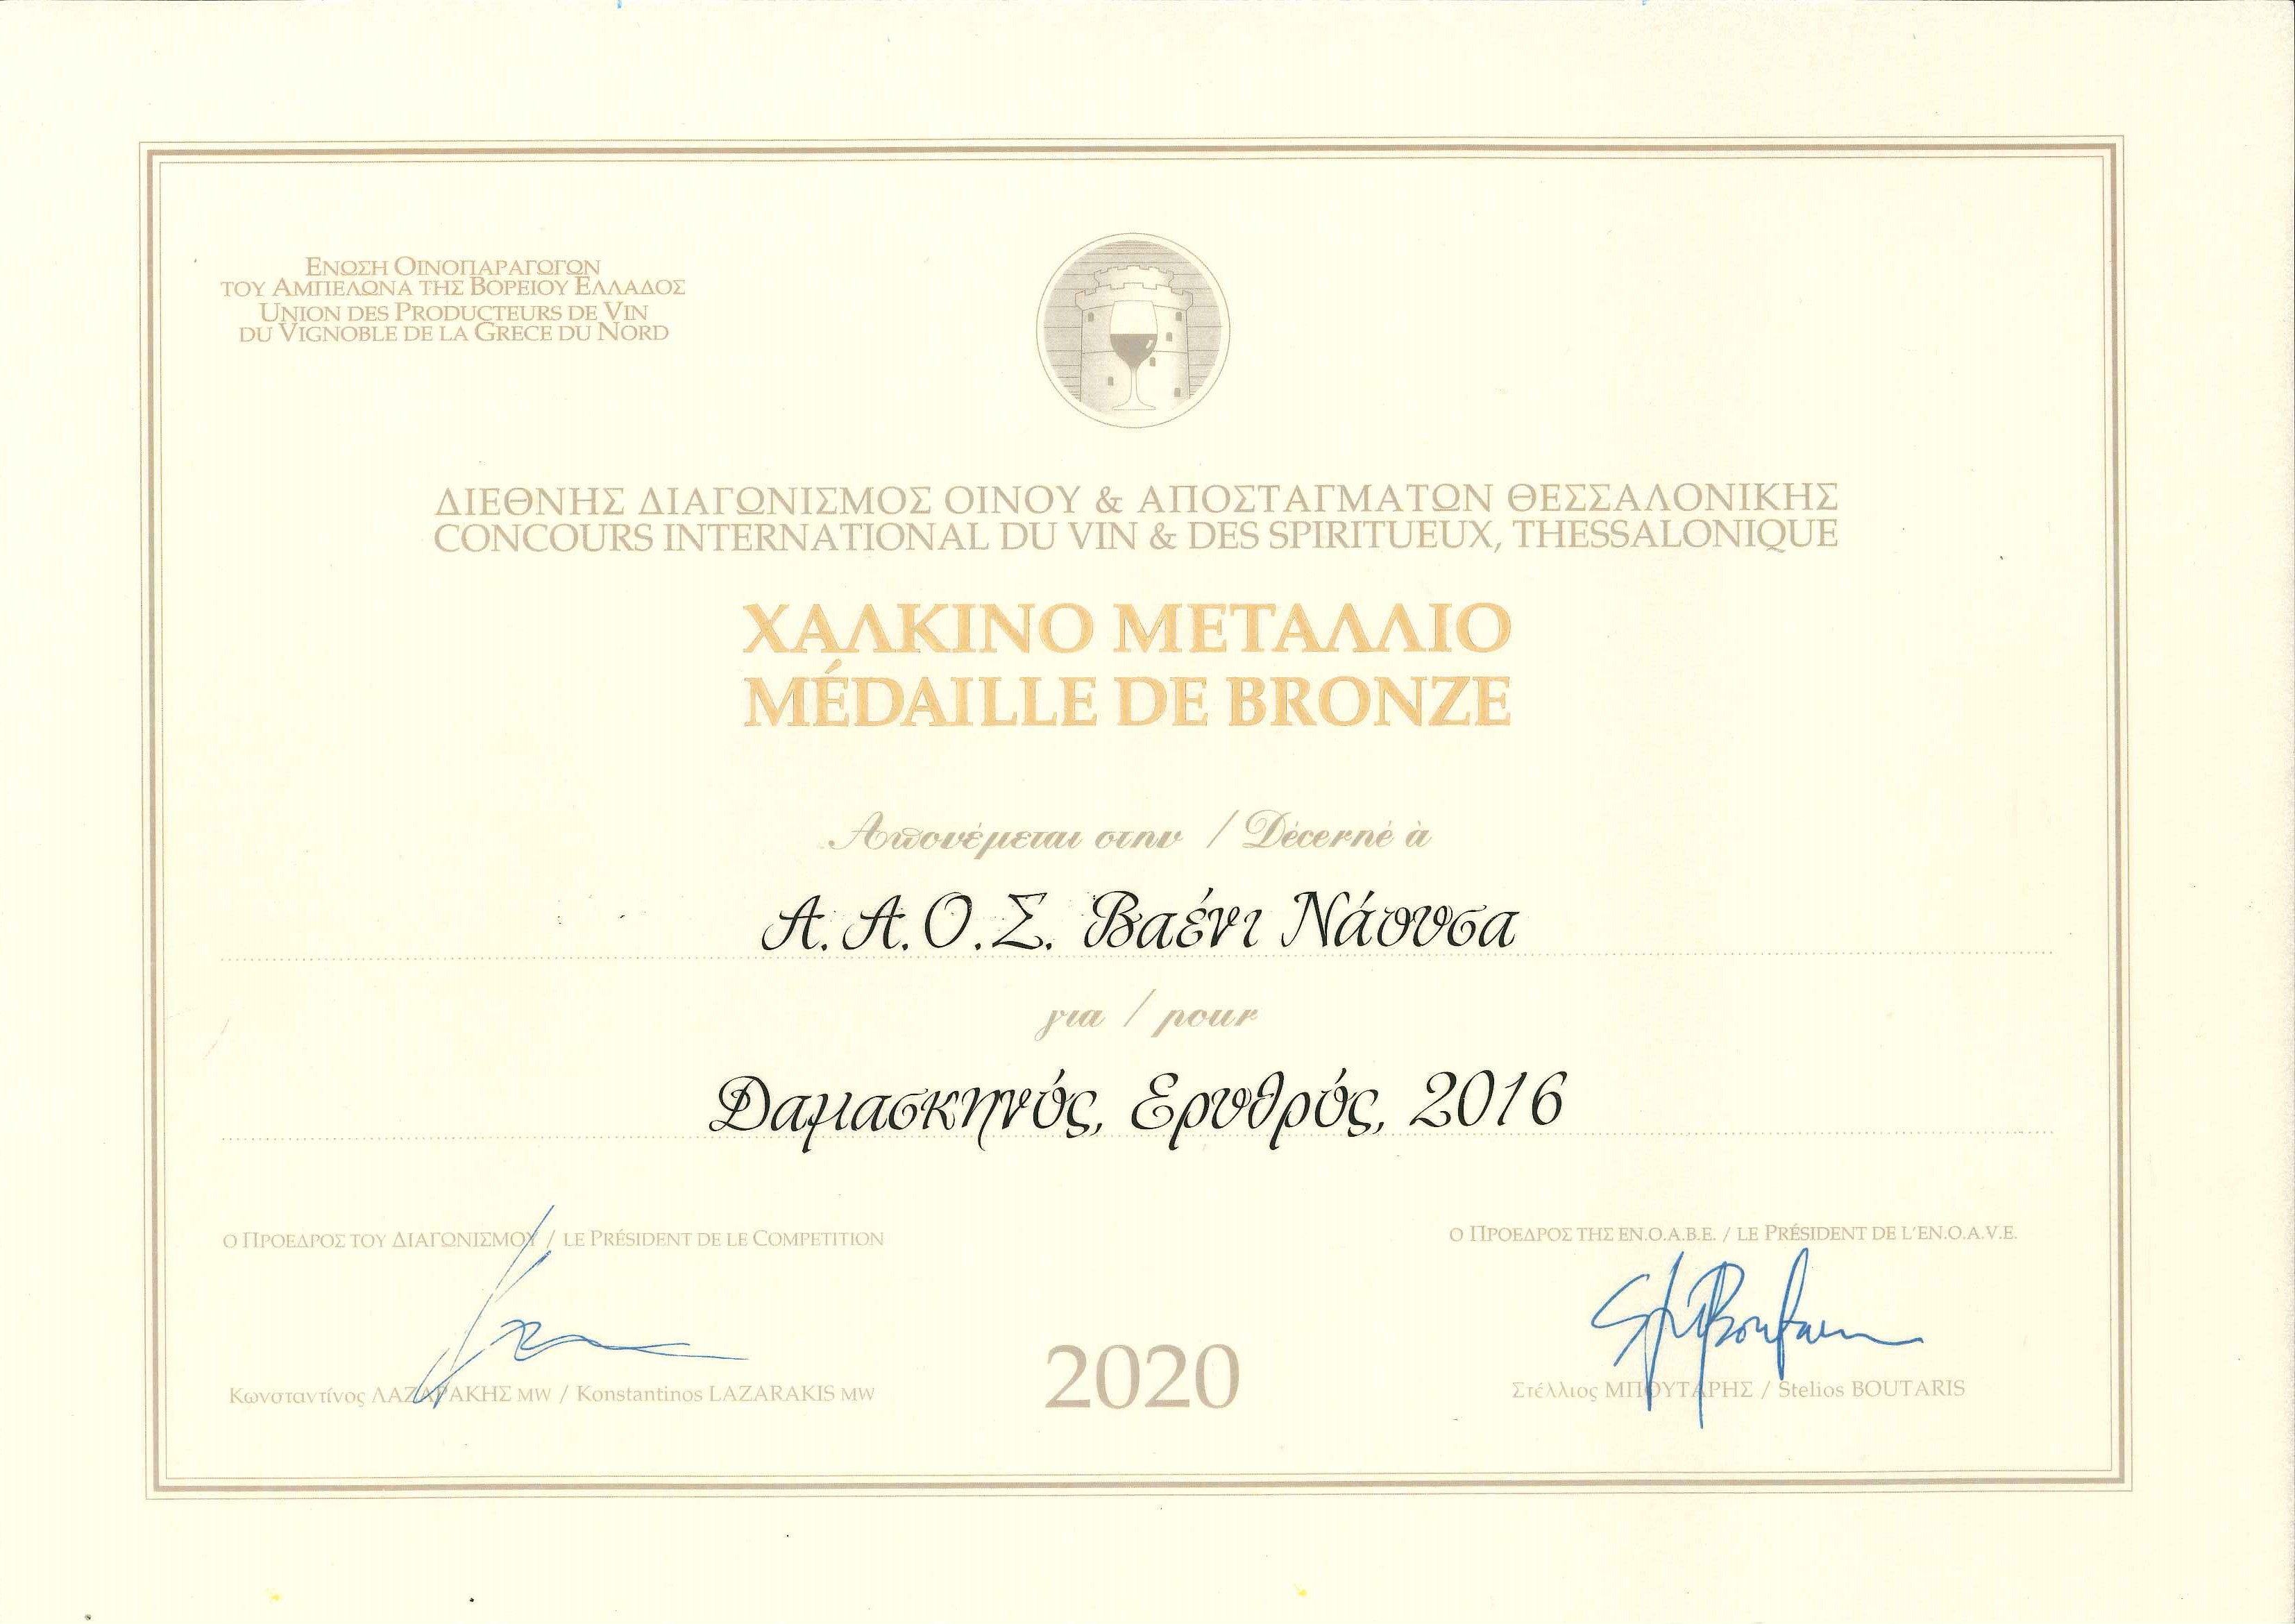 ΕΝΩΣΗ ΟΙΝΟΠΑΡΑΓΩΓΩΝ
ΤΟΥ ΑΜΠΕΛΩΝΑ ΤΗΣ ΒΟΡΕΙΟΥ ΕΛΛΑΔΟΣ
UNION DES PRODUCTEURS DE VIN
DU VIGNOBLE DE LA GRECE DU NORD
ΔΙΕΘΝΗΣ ΔΙΑΓΩΝΙΣΜΟΣ ΟΙΝΟΥ & ΑΠΟΣΤΑΓΜΑΤΩΝ ΘΕΣΣΑΛΟΝΙΚΗΣ
CONCOURS INTERNATIONAL DU VIN & DES SPIRITUEUX, THESSALONIQUE
ΧΑΛΚΙΝΟ ΜΕΤΑΛΛΙΟ
MÉDAILLE DE BRONZE
Απονέμεται στην / Décerné à
Α.Α.Ο.Σ. Βαένι Νάουσα
για / pour
Δαμασκηνός, Ερυθρός, 2016
Ο ΠΡΟΕΔΡΟΣ ΤΟΥ ΔΙΑΓΩΝΙΣΜΟΥ / LE PRÉSIDENT DE LE COMPETITION
Κωνσταντίνος ΛΑΖΑΡΑΚΗΣ MW / Konstantinos LAZARAKIS MW
2020
Ο ΠΡΟΕΔΡΟΣ ΤΗΣ ΕΝ.Ο.Α.Β.Ε. / LE PRÉSIDENT DE L'EN.O.A.V.E.
Στέλλιος ΜΠΟΥΤΑΡΗΣ / Stelios BOUTARIS